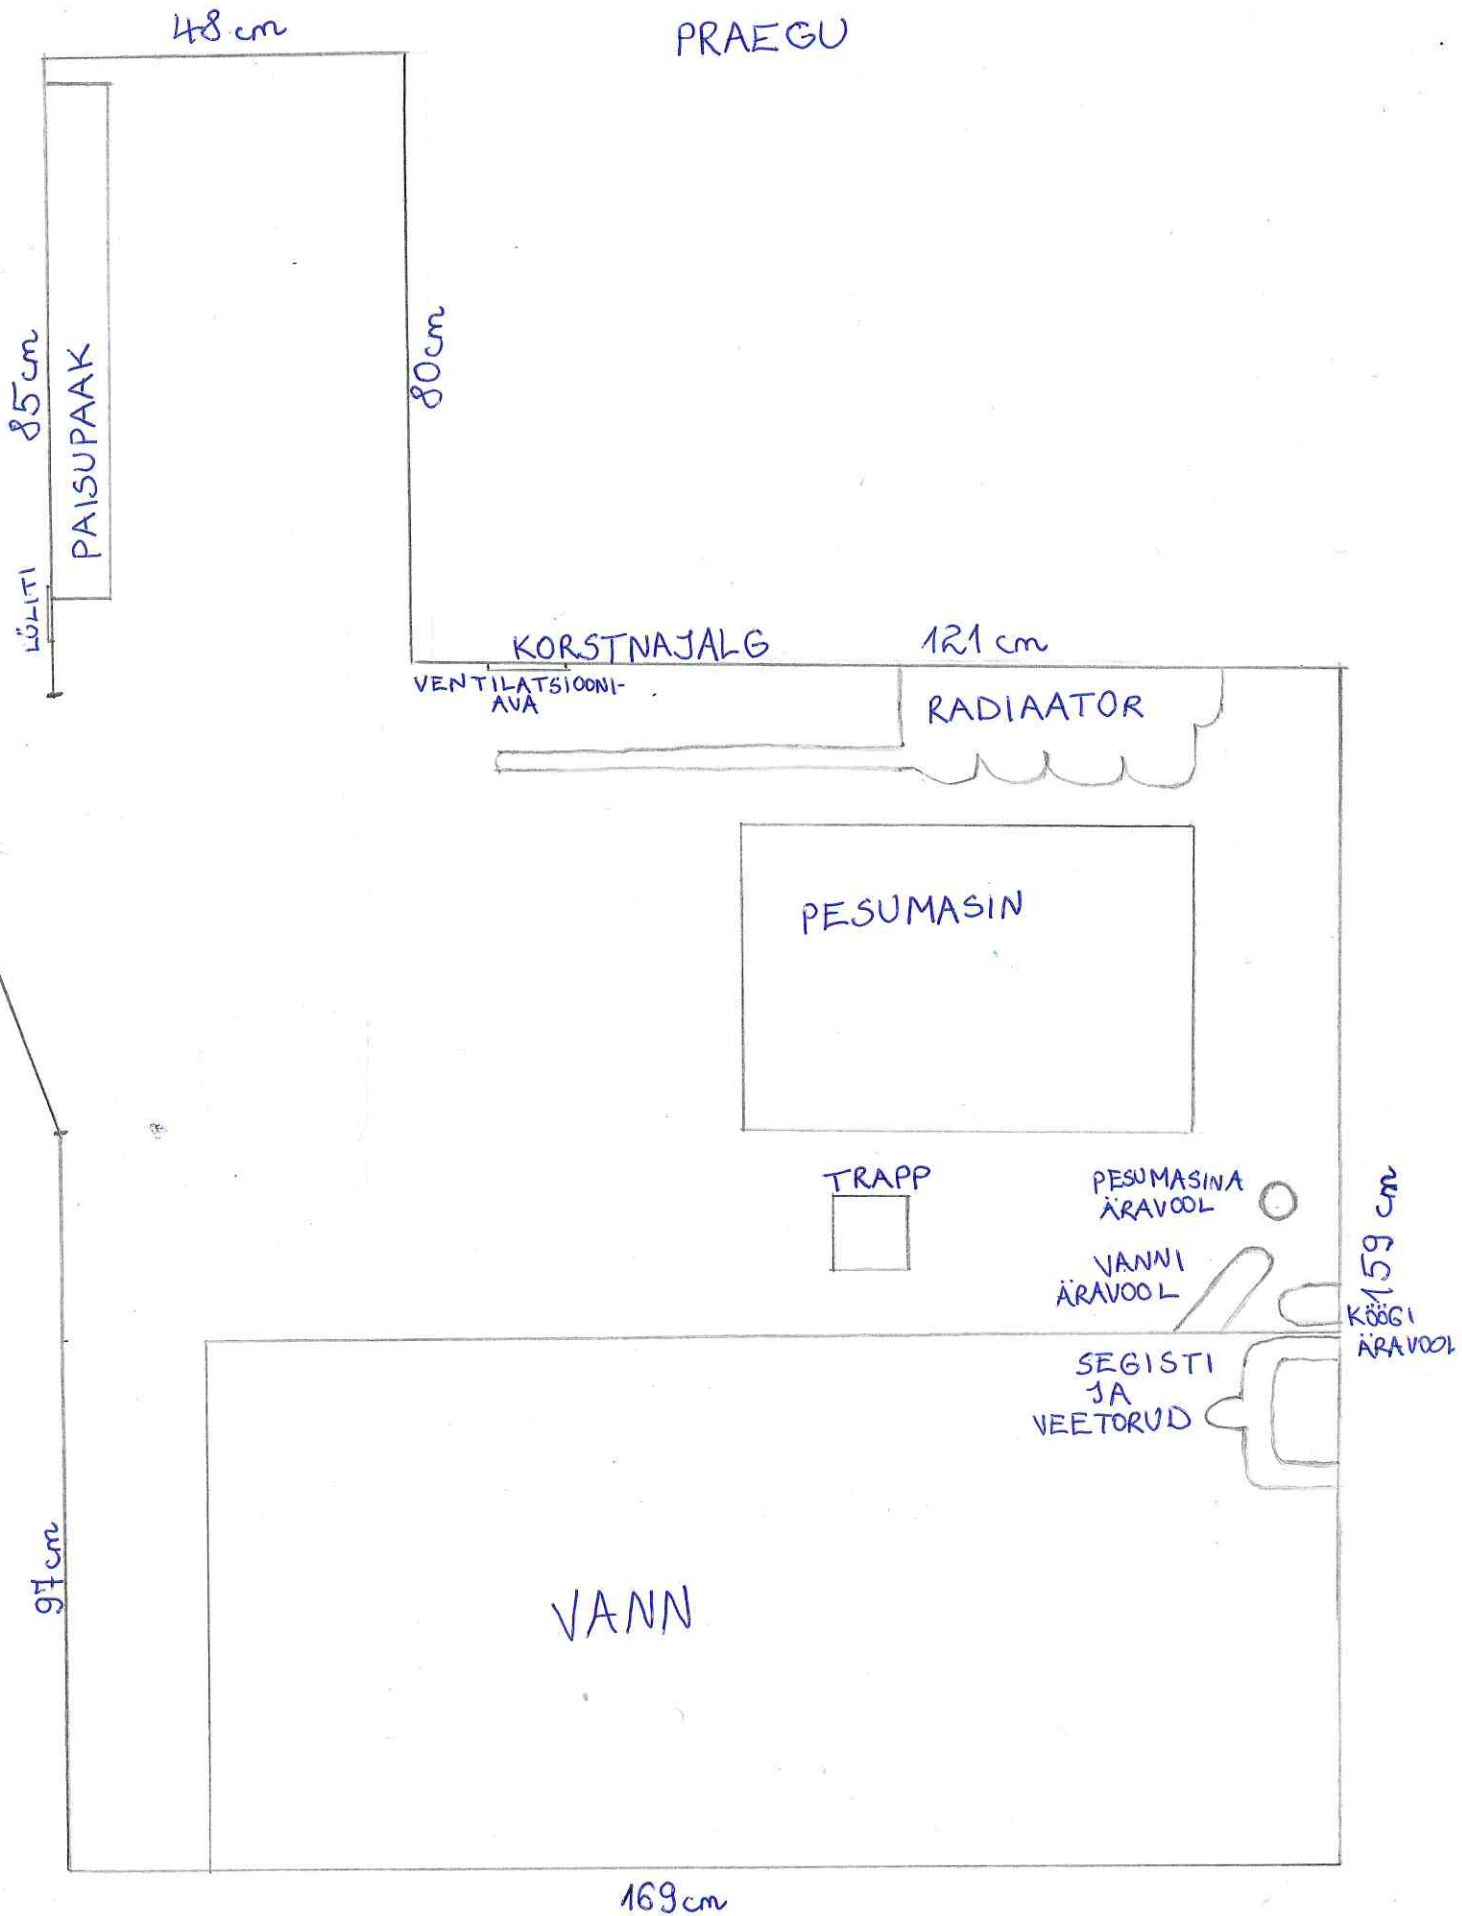 48 cm
PRAEGU
85 cm
PAISUPAAK
80 cm
LÜLITI
KORSTNAJALG
121 cm
VENTILATSIOONI-
AVA
RADIAATOR
PESUMASIN
TRAPP
PESUMASINA
ÄRAVOOL
159 cm
VANNI
ÄRAVOOL
KÖÖGI
ÄRAVOOL
SEGISTI
JA
VEETORUD
97 cm
VANN
169 cm